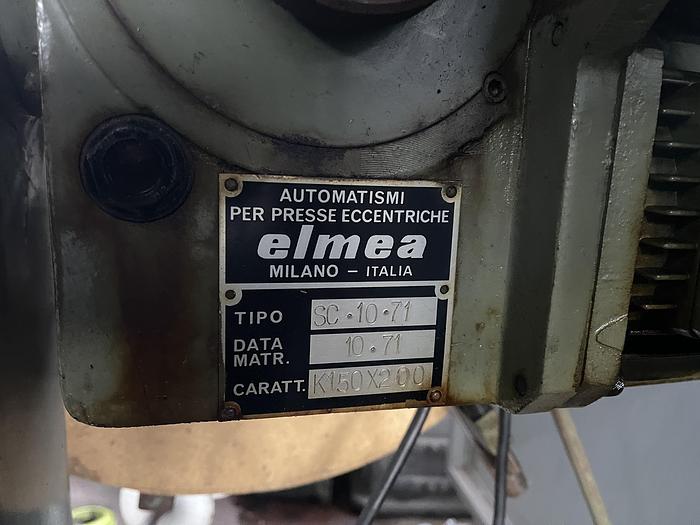 AUTOMATISMI
PER PRESSE ECCENTRICHE
elmea
MILANO – ITALIA
TIPO SC·10·71
DATA MATR. 10.71
CARATT. K150X200